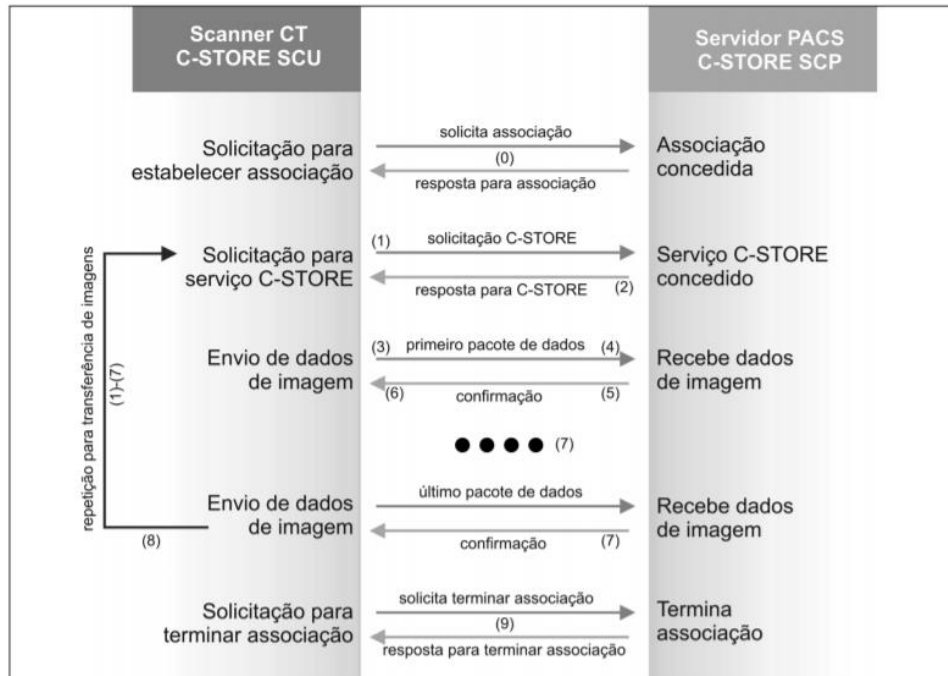 Scanner CT
C-STORE SCU
Servidor PACS
C-STORE SCP
Solicitação para
estabelecer associação
solicita associação
(0)
resposta para associação
Associação
concedida
repetição para transferência de imagens
(1)-(7)
Solicitação para
serviço C-STORE
(1)
solicitação C-STORE
resposta para C-STORE
(2)
Serviço C-STORE
concedido
Envio de dados
de imagem
(3)
primeiro pacote de dados
(4)
(6)
confirmação
(5)
Recebe dados
de imagem
(7)
Envio de dados
de imagem
(8)
último pacote de dados
confirmação
(7)
Recebe dados
de imagem
Solicitação para
terminar associação
solicita terminar associação
(9)
resposta para terminar associação
Termina
associação